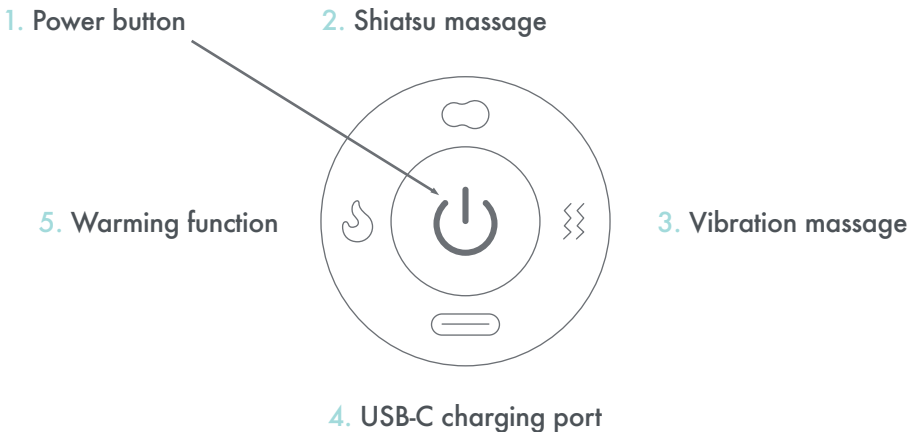 1. Power button
2. Shiatsu massage
5. Warming function
3. Vibration massage
4. USB-C charging port